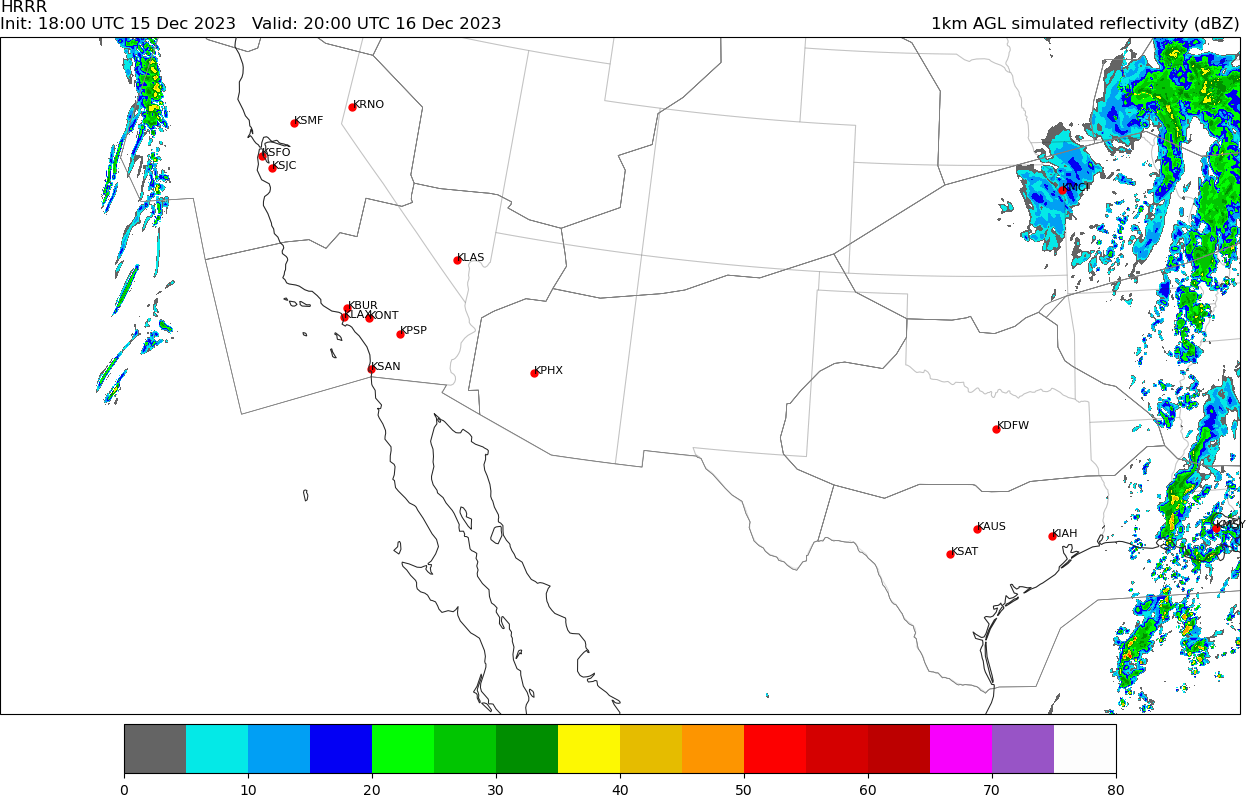 HRRR
Init: 18:00 UTC 15 Dec 2023   Valid: 20:00 UTC 16 Dec 2023
1km AGL simulated reflectivity (dBZ)
KRNO
KSMF
KSFO
KSJC
KICT
KLAS
KBUR
KLAX
KONT
KPSP
KSAN
KPHX
KDFW
KMSY
KAUS
KIAH
KSAT
0 10 20 30 40 50 60 70 80